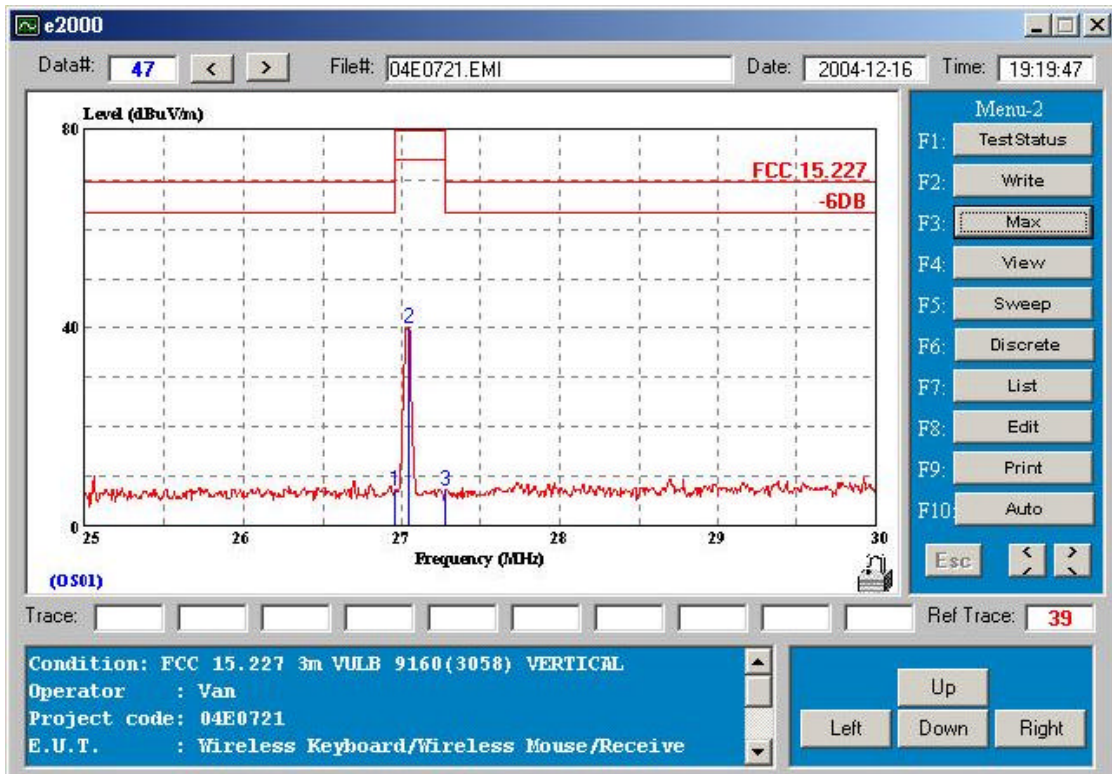 e2000
Data#: 47 < > File#: 04E0721.EMI Date: 2004-12-16 Time: 19:19:47
Level (dBuV/m)
80
FCC 15.227
-6DB
40
2
1
3
0
25 26 27 28 29 30
Frequency (MHz)
(OS01)
Menu-2
F1: TestStatus
F2: Write
F3: Max
F4: View
F5: Sweep
F6: Discrete
F7: List
F8: Edit
F9: Print
F10: Auto
Esc
Trace: Ref Trace: 39
Condition: FCC 15.227 3m VULB 9160(3058) VERTICAL
Operator : Van
Project code: 04E0721
E.U.T. : Wireless Keyboard/Wireless Mouse/Receive
Up
Left Down Right